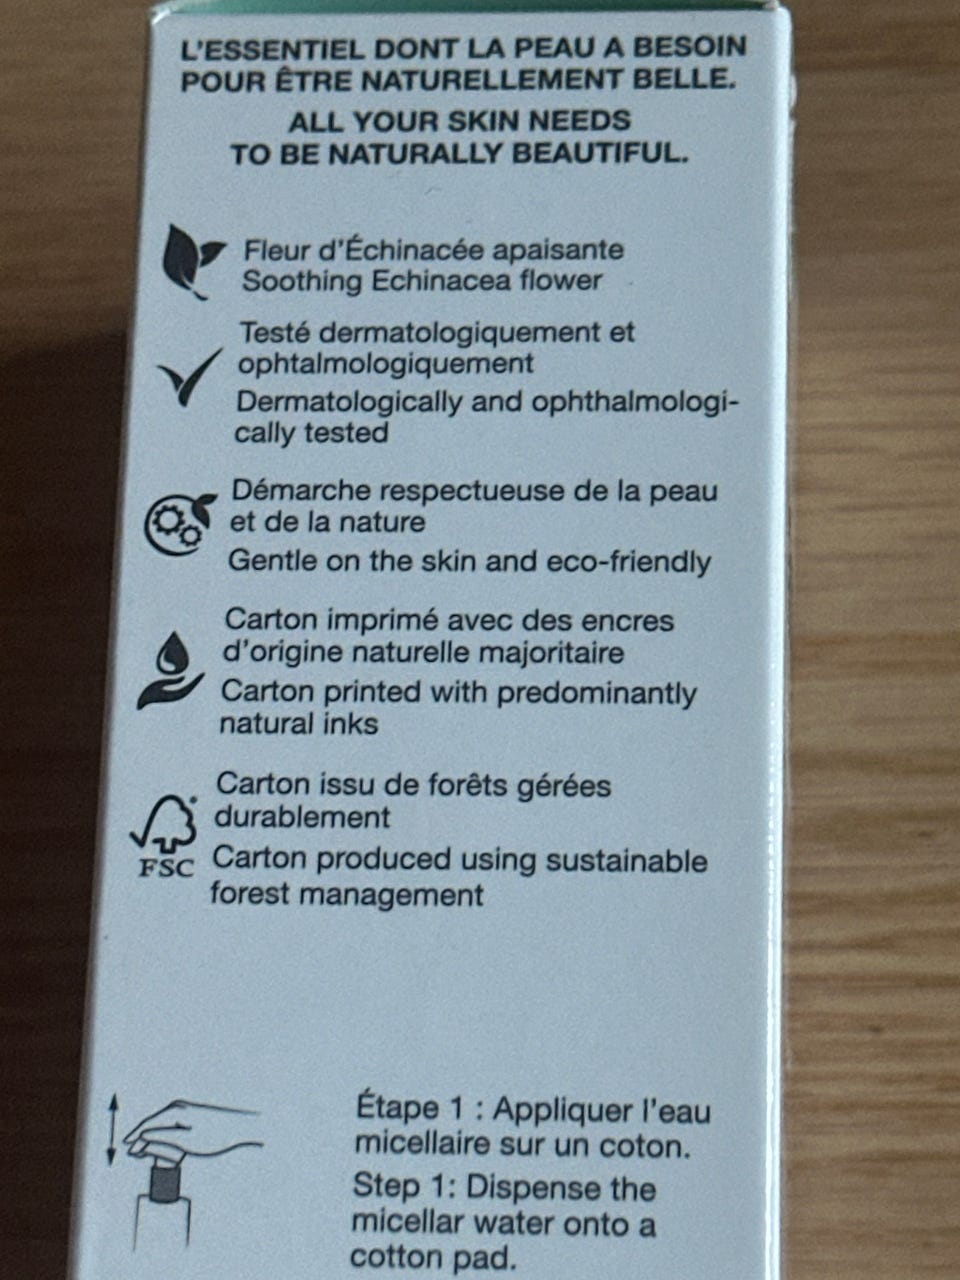 L'ESSENTIEL DONT LA PEAU A BESOIN
POUR ÊTRE NATURELLEMENT BELLE.
ALL YOUR SKIN NEEDS
TO BE NATURALLY BEAUTIFUL.
Fleur d'Échinacée apaisante
Soothing Echinacea flower
Testé dermatologiquement et
ophtalmologiquement
Dermatologically and ophthalmologi-
cally tested
Démarche respectueuse de la peau
et de la nature
Gentle on the skin and eco-friendly
Carton imprimé avec des encres
d'origine naturelle majoritaire
Carton printed with predominantly
natural inks
Carton issu de forêts gérées
durablement
FSC
Carton produced using sustainable
forest management
Étape 1 : Appliquer l'eau
micellaire sur un coton.
Step 1: Dispense the
micellar water onto a
cotton pad.